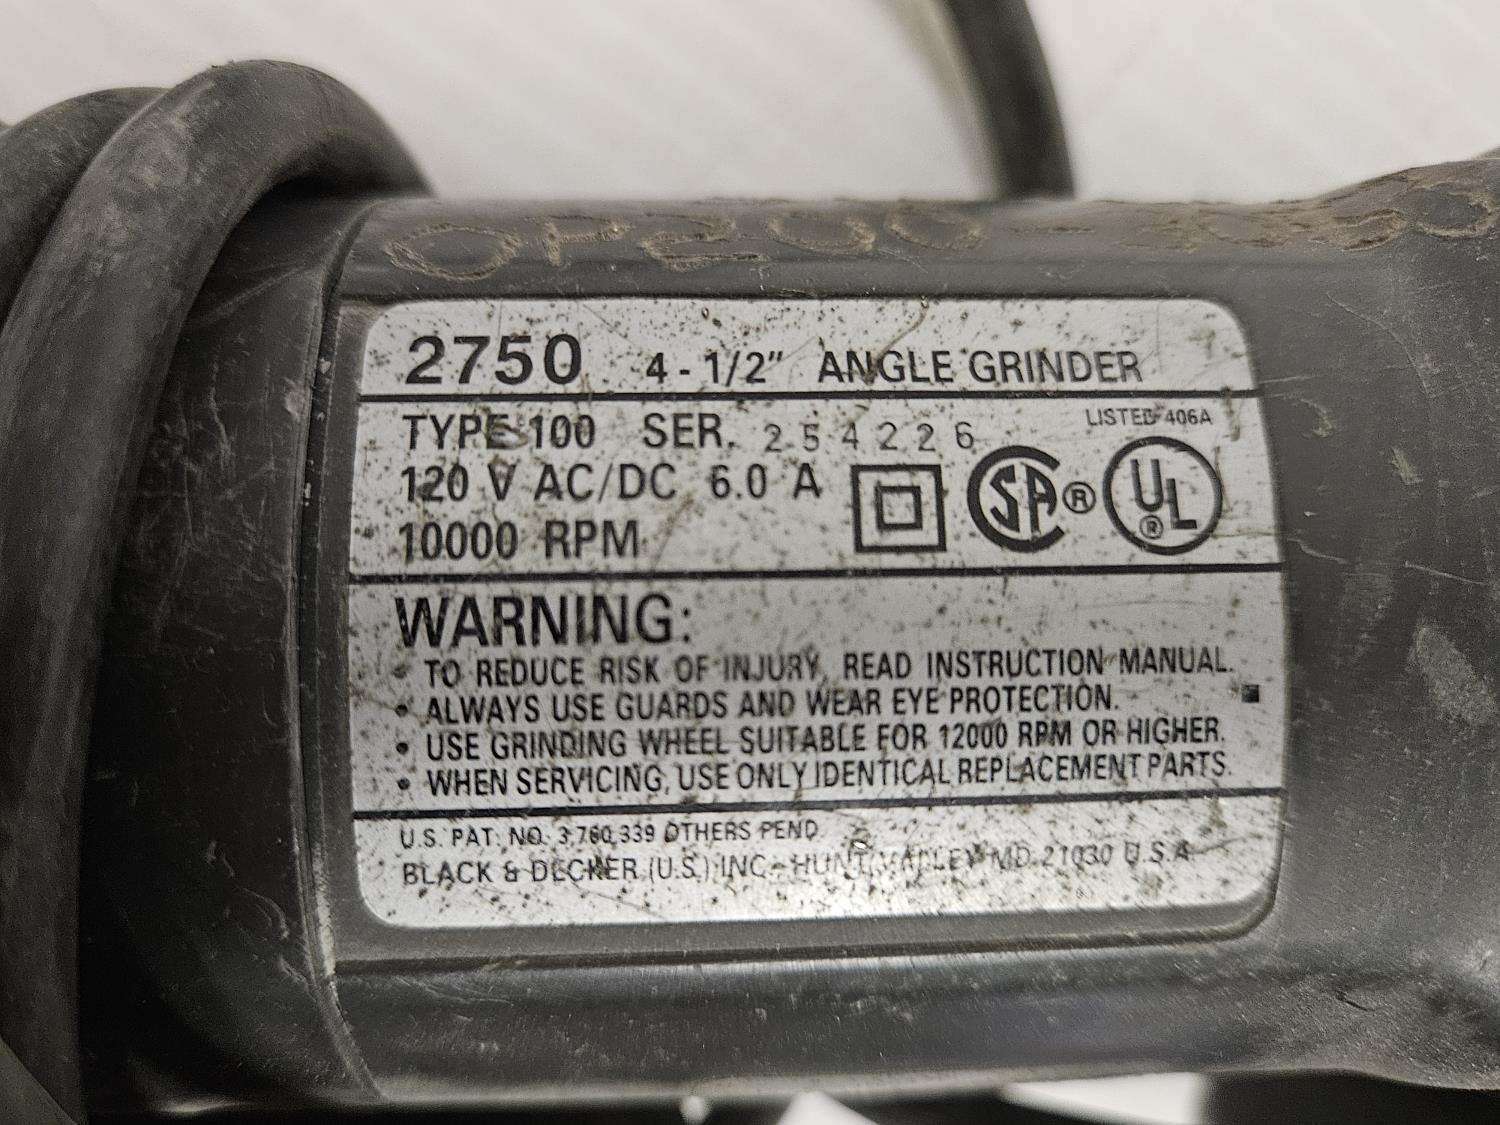 2750 4-1/2" ANGLE GRINDER
TYPE 100 SER. 254226 LISTED 406A
120 V AC/DC 6.0 A
10000 RPM
SA ® UL ®
WARNING:
• TO REDUCE RISK OF INJURY, READ INSTRUCTION MANUAL.
• ALWAYS USE GUARDS AND WEAR EYE PROTECTION.
• USE GRINDING WHEEL SUITABLE FOR 12000 RPM OR HIGHER.
• WHEN SERVICING, USE ONLY IDENTICAL REPLACEMENT PARTS.
U.S. PAT. NO. 3,760,339 OTHERS PEND.
BLACK & DECKER (U.S.) INC. HUNT VALLEY MD 21030 U.S.A.